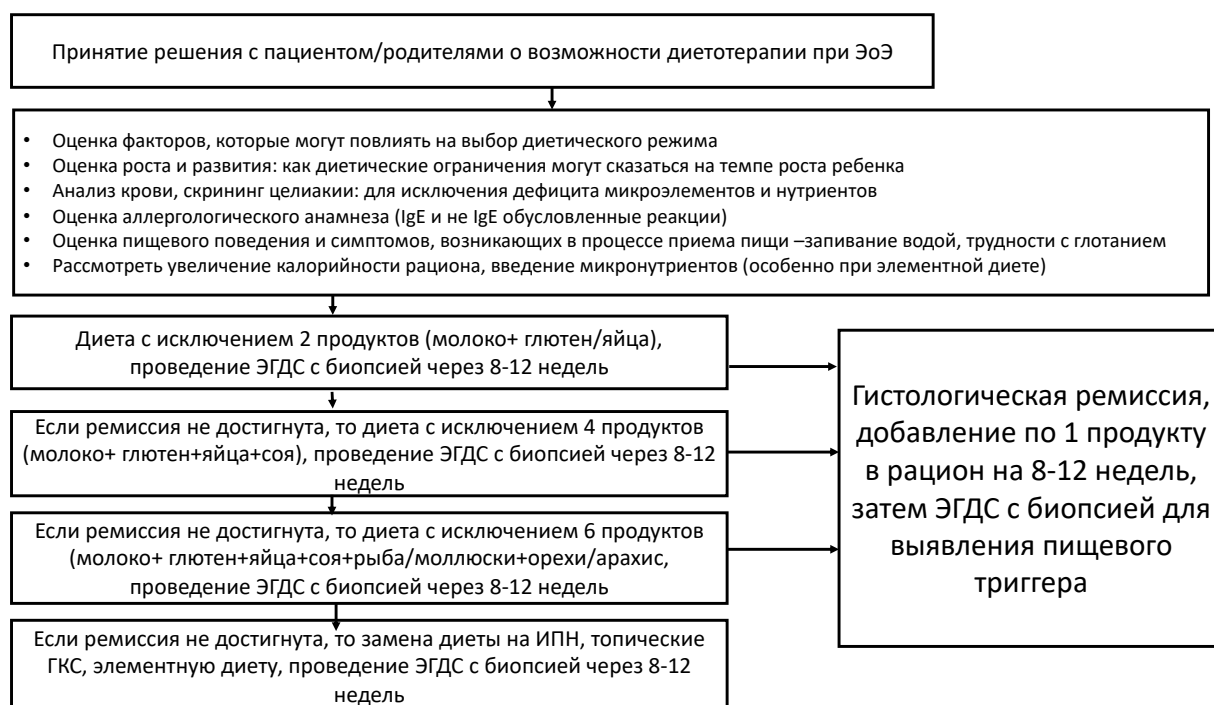 Принятие решения с пациентом/родителями о возможности диетотерапии при ЭоЭ
• Оценка факторов, которые могут повлиять на выбор диетического режима
• Оценка роста и развития: как диетические ограничения могут сказаться на темпе роста ребенка
• Анализ крови, скрининг целиакии: для исключения дефицита микроэлементов и нутриентов
• Оценка аллергологического анамнеза (IgE и не IgE обусловленные реакции)
• Оценка пищевого поведения и симптомов, возникающих в процессе приема пищи –запивание водой, трудности с глотанием
• Рассмотреть увеличение калорийности рациона, введение микронутриентов (особенно при элементной диете)
Диета с исключением 2 продуктов (молоко+ глютен/яйца),
проведение ЭГДС с биопсией через 8-12 недель
Если ремиссия не достигнута, то диета с исключением 4 продуктов
(молоко+ глютен+яйца+соя), проведение ЭГДС с биопсией через 8-12
недель
Если ремиссия не достигнута, то диета с исключением 6 продуктов
(молоко+ глютен+яйца+соя+рыба/моллюски+орехи/арахис,
проведение ЭГДС с биопсией через 8-12 недель
Если ремиссия не достигнута, то замена диеты на ИПН, топические
ГКС, элементную диету, проведение ЭГДС с биопсией через 8-12
недель
Гистологическая ремиссия,
добавление по 1 продукту
в рацион на 8-12 недель,
затем ЭГДС с биопсией для
выявления пищевого
триггера